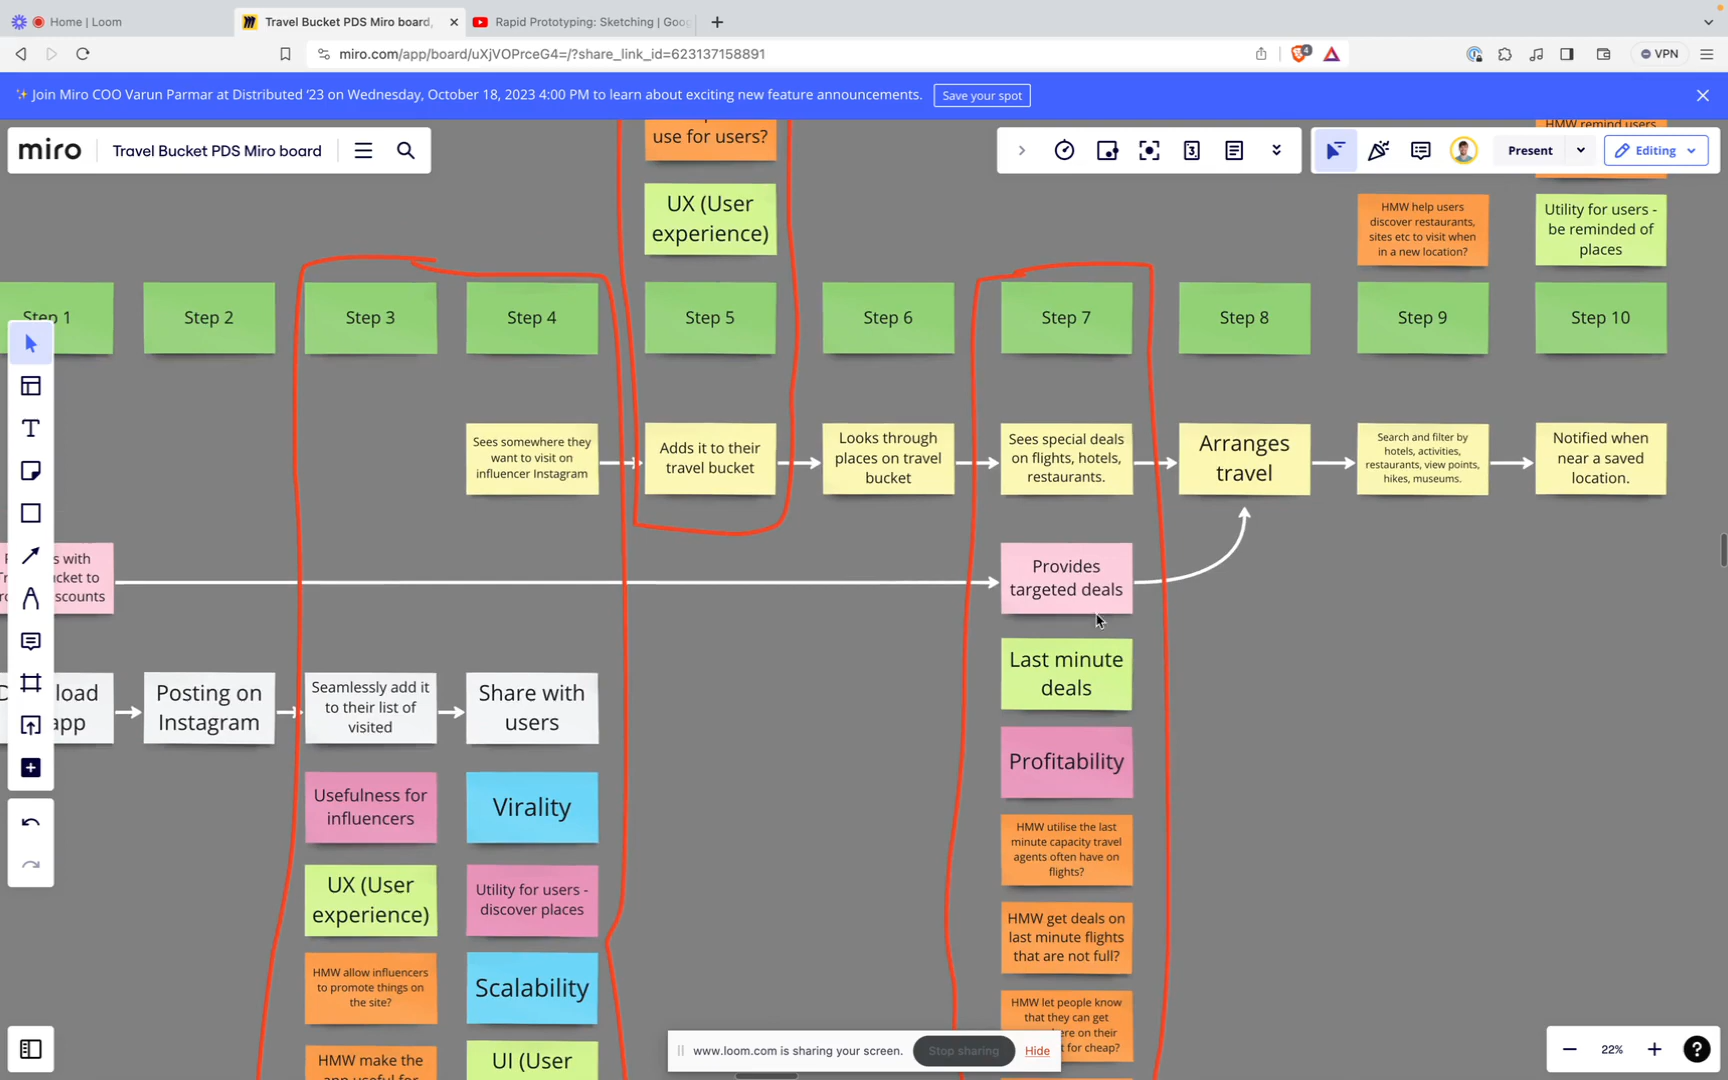 Home | Loom
Travel Bucket PDS Miro board,
Rapid Prototyping: Sketching | Goo
miro.com/app/board/uXjVOPrceG4=/?share_link_id=623137158891
4
VPN
Join Miro COO Varun Parmar at Distributed '23 on Wednesday, October 18, 2023 4:00 PM to learn about exciting new feature announcements.
Save your spot
miro
Travel Bucket PDS Miro board
3
Present
Editing
use for users?
HMW remind users
UX (User
experience)
HMW help users
discover restaurants,
sites etc to visit when
in a new location?
Utility for users -
be reminded of
places
Step 1
Step 2
Step 3
Step 4
Step 5
Step 6
Step 7
Step 8
Step 9
Step 10
Sees somewhere they
want to visit on
influencer Instagram
Adds it to their
travel bucket
Looks through
places on travel
bucket
Sees special deals
on flights, hotels,
restaurants.
Arranges
travel
Search and filter by
hotels, activities,
restaurants, view points,
hikes, museums.
Notified when
near a saved
location.
s with
cket to
scounts
Provides
targeted deals
load
app
Posting on
Instagram
Seamlessly add it
to their list of
visited
Share with
users
Last minute
deals
Profitability
Usefulness for
influencers
Virality
HMW utilise the last
minute capacity travel
agents often have on
flights?
UX (User
experience)
Utility for users -
discover places
HMW get deals on
last minute flights
that are not full?
HMW allow influencers
to promote things on
the site?
Scalability
HMW let people know
that they can get
ere on their
t for cheap?
HMW make the
app useful for
UI (User
www.loom.com is sharing your screen.
Stop sharing
Hide
22%